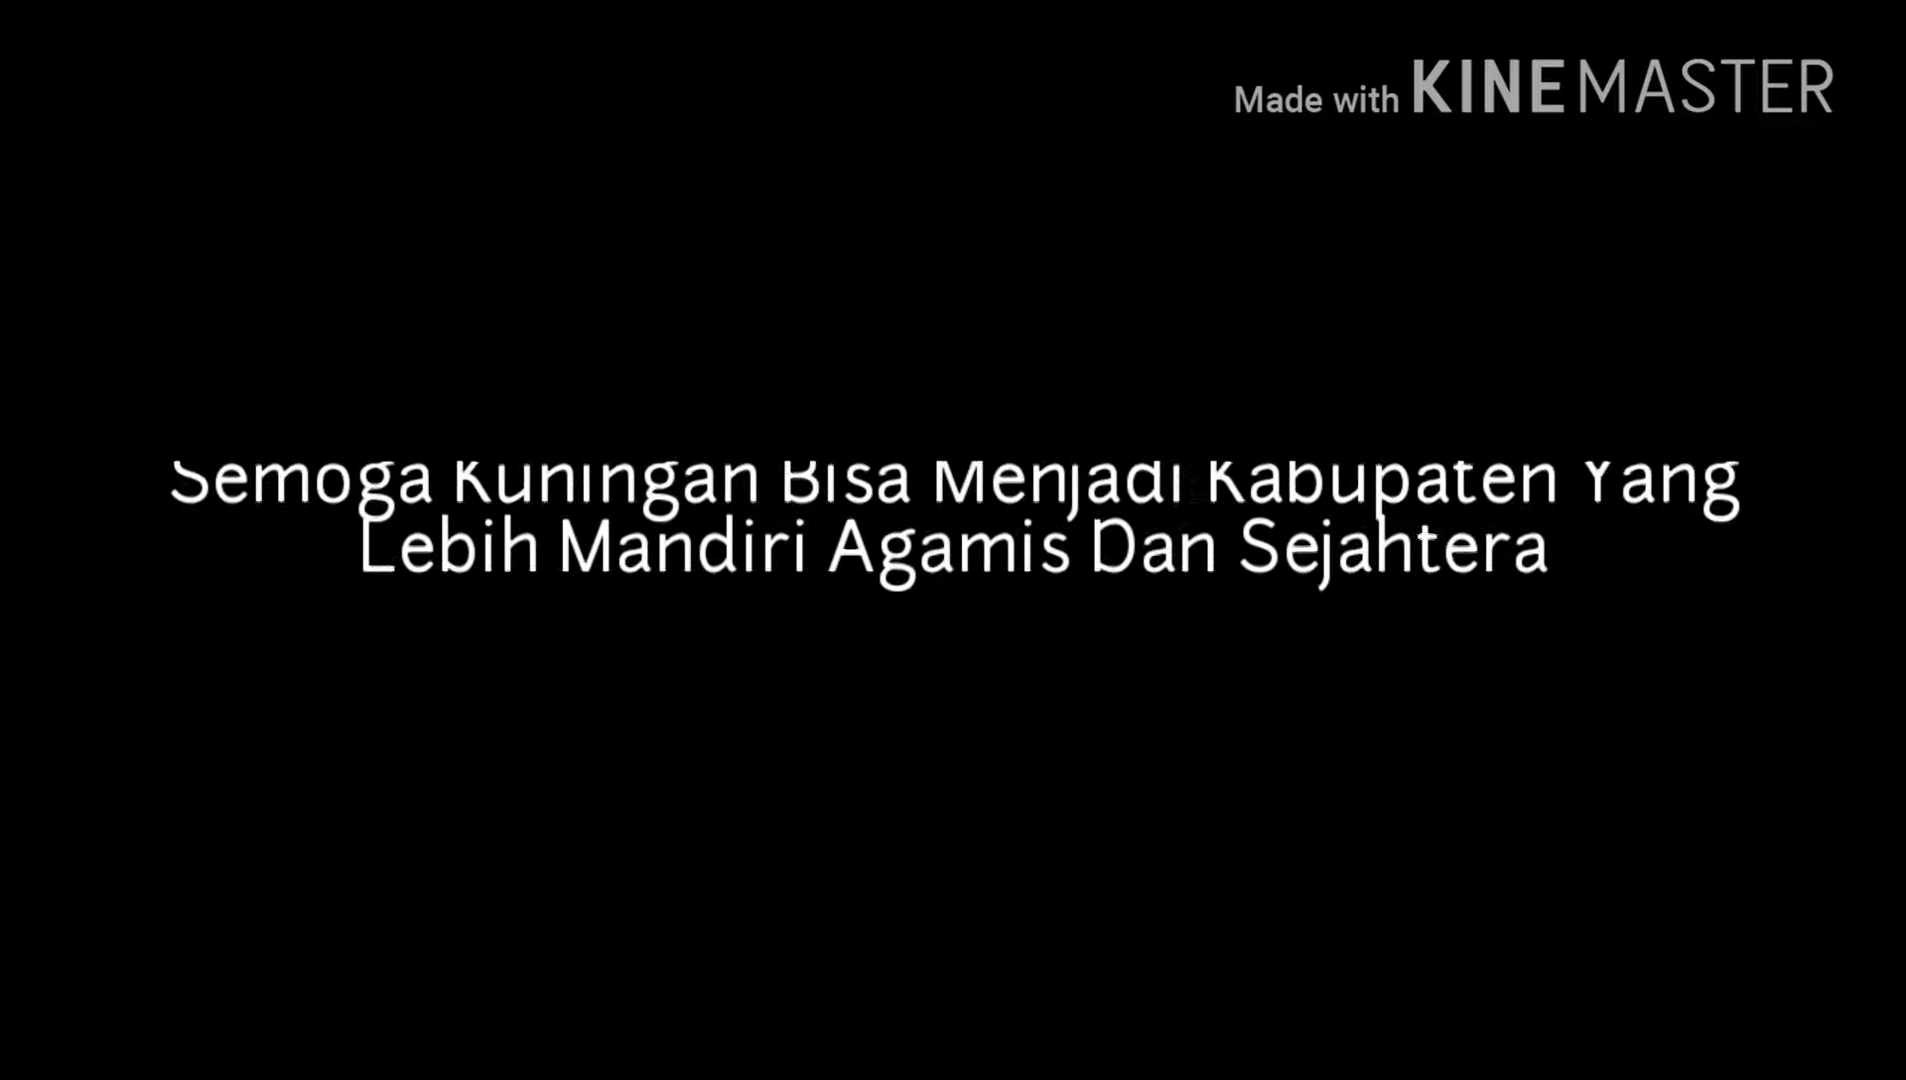 Made with KINEMASTER
Semoga Kuningan Bisa Menjadi Kabupaten Yang
Lebih Mandiri Agamis Dan Sejahtera